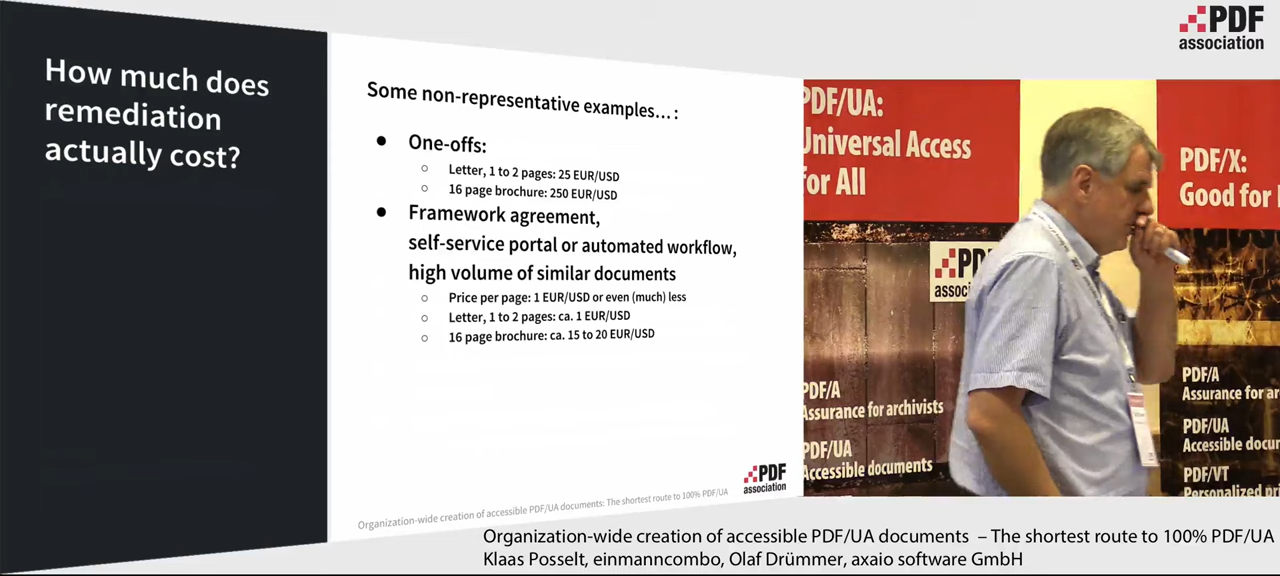 How much does
remediation
actually cost?
Some non-representative examples…:
● One-offs:
○ Letter, 1 to 2 pages: 25 EUR/USD
○ 16 page brochure: 250 EUR/USD
● Framework agreement,
self-service portal or automated workflow,
high volume of similar documents
○ Price per page: 1 EUR/USD or even (much) less
○ Letter, 1 to 2 pages: ca. 1 EUR/USD
○ 16 page brochure: ca. 15 to 20 EUR/USD
PDF
association
Organization-wide creation of accessible PDF/UA documents: The shortest route to 100% PDF/UA
PDF
association
PDF/UA:
Universal Access
for All
PDF/X:
Good for
PDF/A
Assurance for archivists
PDF/UA
Accessible documents
PDF/A
Assurance for
PDF/UA
Accessible
PDF/VT
Personalized
Organization-wide creation of accessible PDF/UA documents – The shortest route to 100% PDF/UA
Klaas Posselt, einmanncombo, Olaf Drümmer, axaio software GmbH